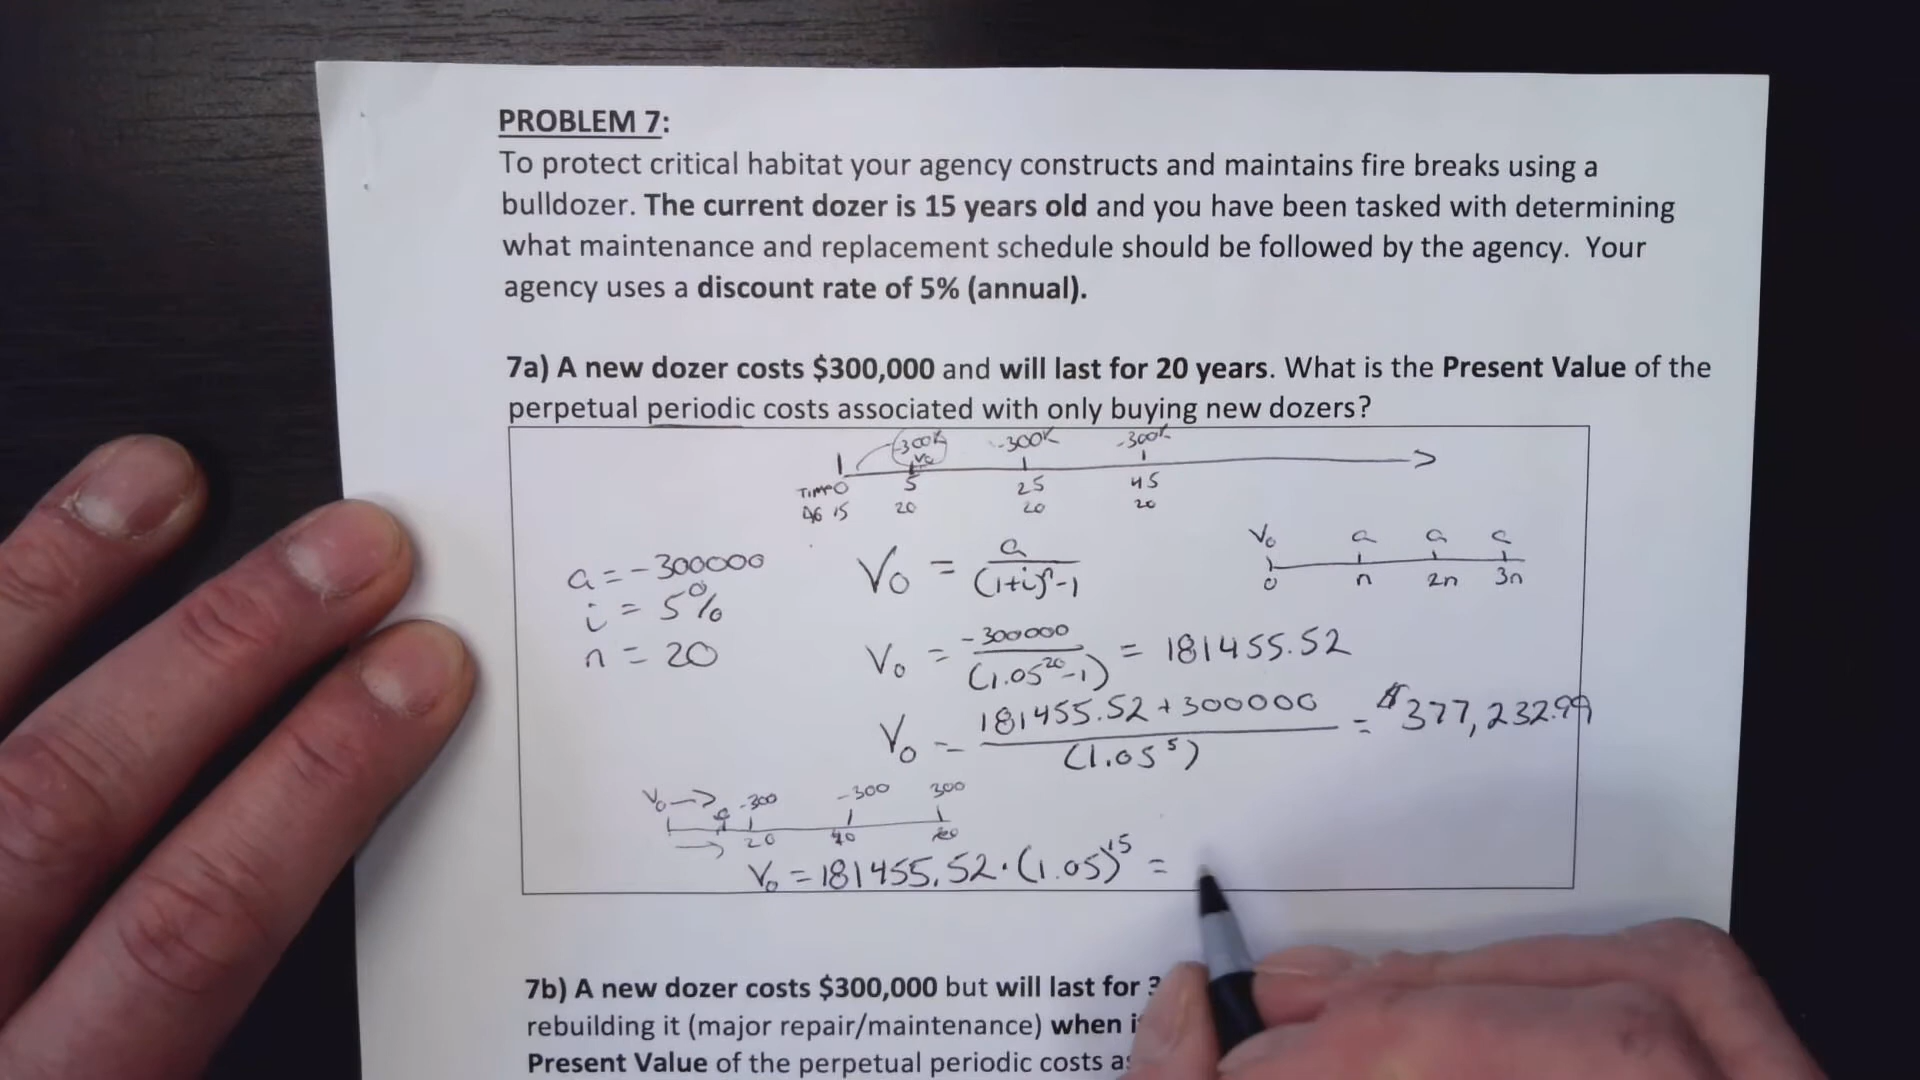 PROBLEM 7:
To protect critical habitat your agency constructs and maintains fire breaks using a
bulldozer. The current dozer is 15 years old and you have been tasked with determining
what maintenance and replacement schedule should be followed by the agency. Your
agency uses a discount rate of 5% (annual).
7a) A new dozer costs $300,000 and will last for 20 years. What is the Present Value of the
perpetual periodic costs associated with only buying new dozers?
-300K -300K -300K
V0
Time 0 5 25 45
AG 15 20 20 20
V0 a a a
0 n 2n 3n
a = -300000
i = 5%
n = 20
V0 = a / ((1+i)^n - 1)
V0 = -300000 / (1.05^20 - 1) = 181455.52
V0 = 181455.52 + 300000 / (1.05^5) = $377,232.99
V0 -300 -300 300
20 40
V0 = 181455.52 · (1.05)^15 =
7b) A new dozer costs $300,000 but will last for
rebuilding it (major repair/maintenance) when
Present Value of the perpetual periodic costs